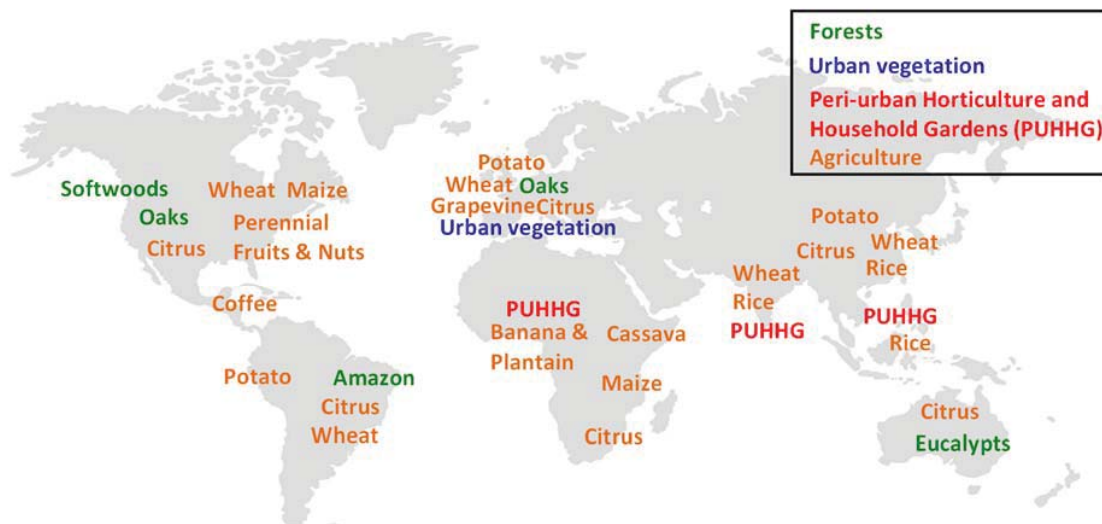 Forests
Urban vegetation
Peri-urban Horticulture and
Household Gardens (PUHHG)
Agriculture
Softwoods
Oaks
Citrus
Wheat Maize
Perennial
Fruits & Nuts
Coffee
Potato
Amazon
Citrus
Wheat
Potato
Wheat Oaks
Grapevine Citrus
Urban vegetation
PUHHG
Banana &
Plantain
Cassava
Maize
Citrus
Wheat
Rice
PUHHG
Potato
Citrus
Wheat
Rice
PUHHG
Rice
Citrus
Eucalypts